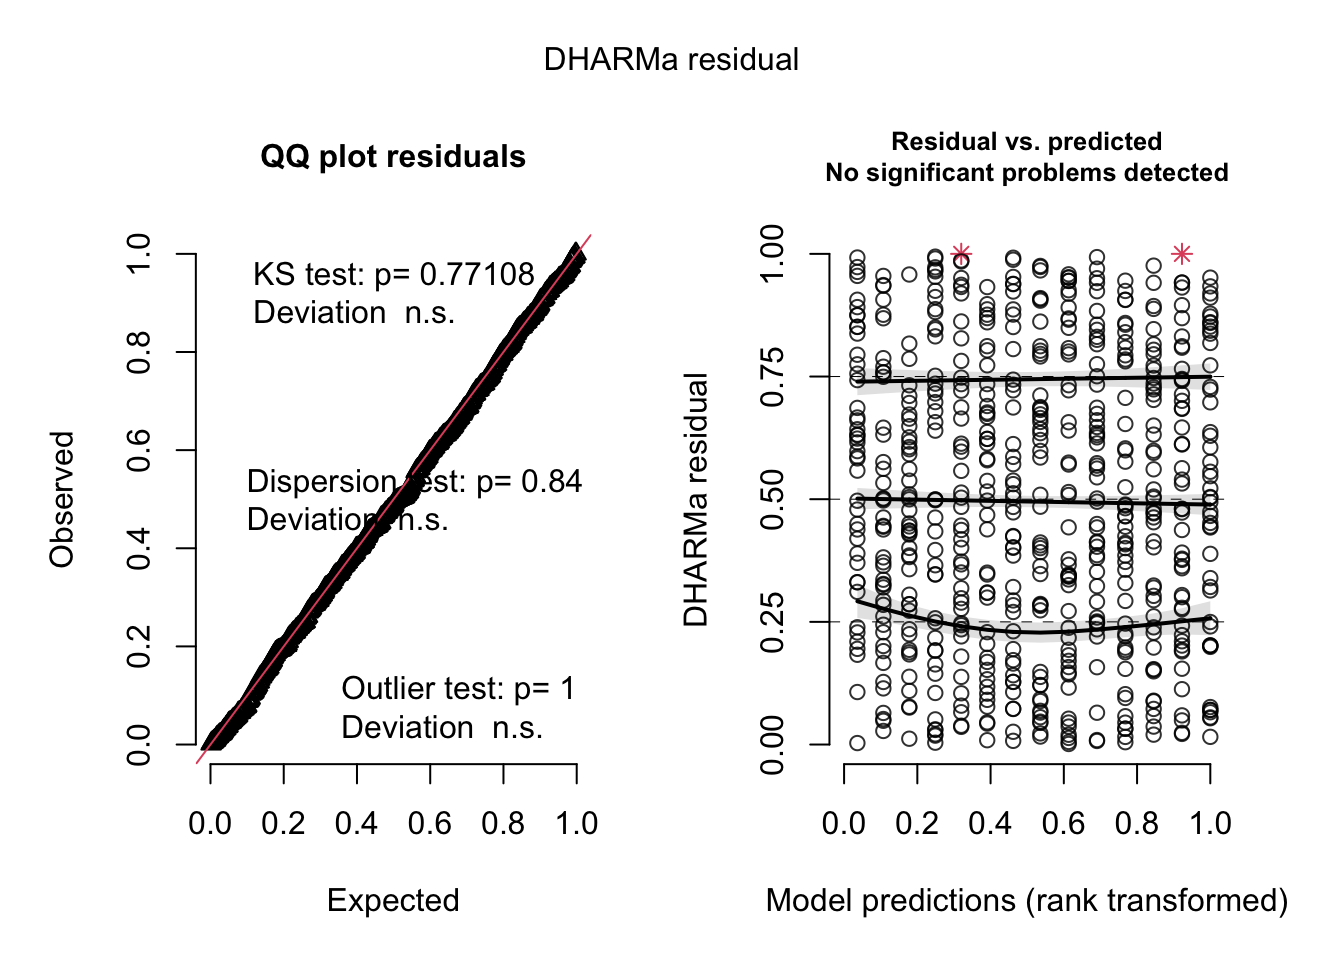 DHARMa residual
QQ plot residuals
KS test: p= 0.77108
Deviation  n.s.
Dispersion test: p= 0.84
Deviation  n.s.
Outlier test: p= 1
Deviation  n.s.
Observed
0.0
0.2
0.4
0.6
0.8
1.0
0.0 0.2 0.4 0.6 0.8 1.0
Expected
Residual vs. predicted
No significant problems detected
DHARMa residual
0.00
0.25
0.50
0.75
1.00
0.0 0.2 0.4 0.6 0.8 1.0
Model predictions (rank transformed)